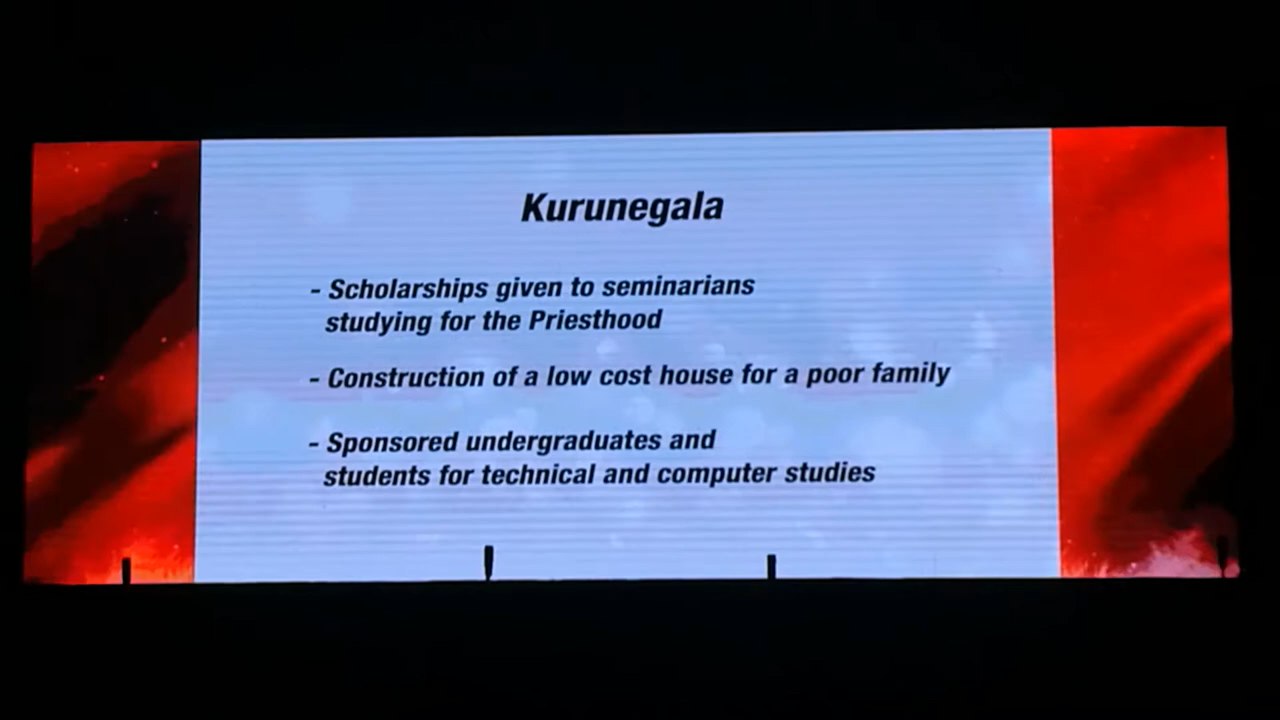 Kurunegala
- Scholarships given to seminarians
studying for the Priesthood
- Construction of a low cost house for a poor family
- Sponsored undergraduates and
students for technical and computer studies